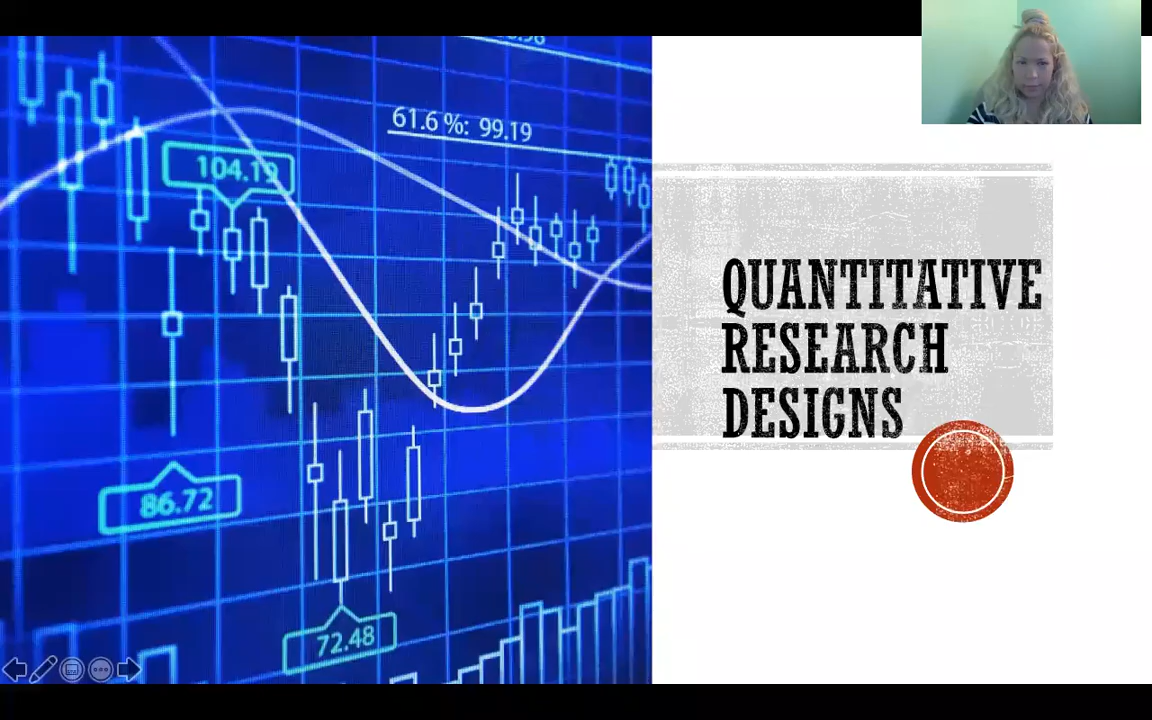 61.6 %: 99.19
104.19
86.72
72.48
QUANTITATIVE
RESEARCH
DESIGNS